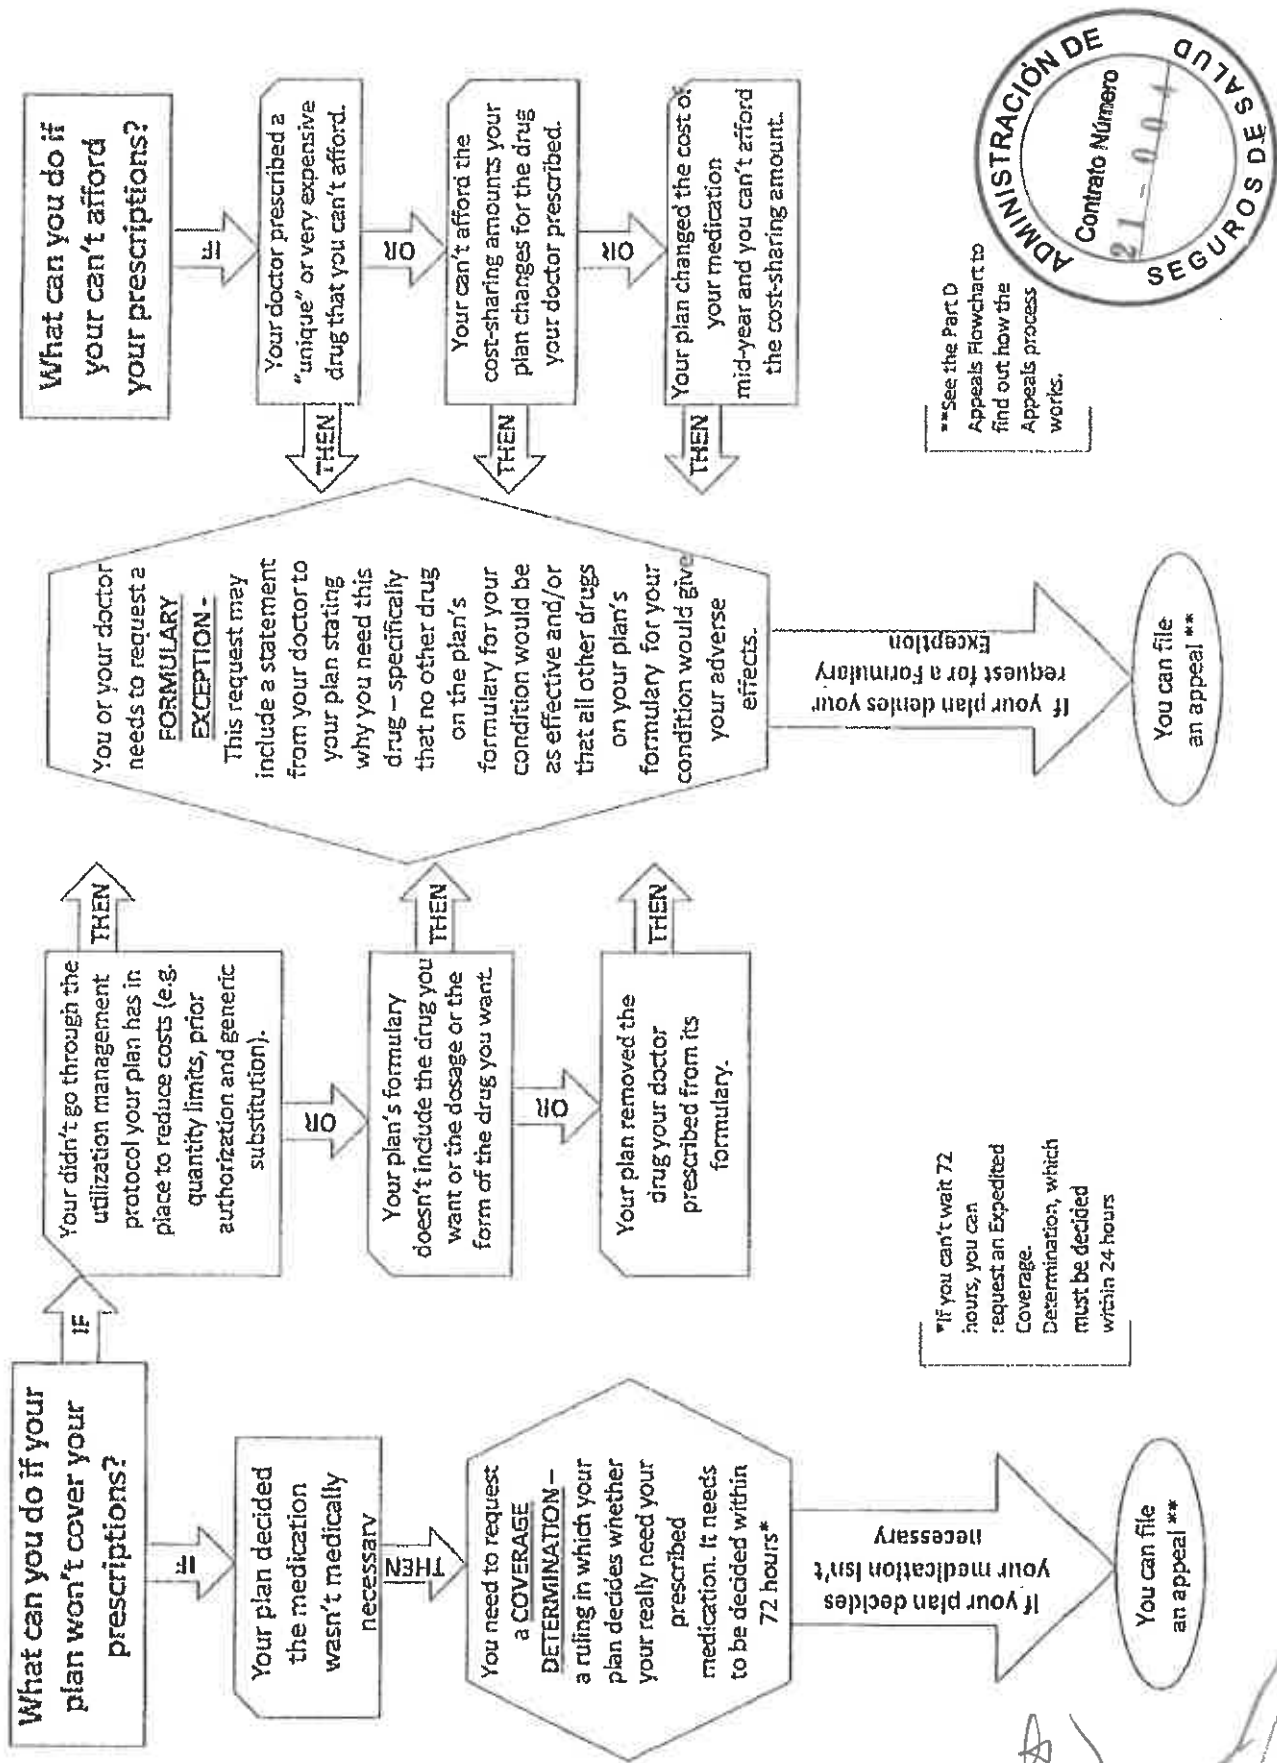 What can you do if your
plan won't cover your
prescriptions?
IF
Your plan decided
the medication
wasn't medically
necessary
THEN
You need to request
a COVERAGE
DETERMINATION –
a ruling in which your
plan decides whether
your really need your
prescribed
medication. It needs
to be decided within
72 hours*
If your plan decides
your medication isn't
necessary
You can file
an appeal **
IF
Your didn't go through the
utilization management
protocol your plan has in
place to reduce costs (e.g.
quantity limits, prior
authorization and generic
substitution).
THEN
OR
Your plan's formulary
doesn't include the drug you
want or the dosage or the
form of the drug you want.
THEN
OR
Your plan removed the
drug your doctor
prescribed from its
formulary.
THEN
*If you can't wait 72
hours, you can
request an Expedited
Coverage.
Determination, which
must be decided
within 24 hours
You or your doctor
needs to request a
FORMULARY
EXCEPTION -
This request may
include a statement
from your doctor to
your plan stating
why you need this
drug – specifically
that no other drug
on the plan's
formulary for your
condition would be
as effective and/or
that all other drugs
on your plan's
formulary for your
condition would give
your adverse
effects.
If your plan denies your
request for a Formulary
Exception
You can file
an appeal **
What can you do if
your can't afford
your prescriptions?
IF
Your doctor prescribed a
"unique" or very expensive
drug that you can't afford.
THEN
OR
Your can't afford the
cost-sharing amounts your
plan changes for the drug
your doctor prescribed.
THEN
OR
Your plan changed the cost of
your medication
mid-year and you can't afford
the cost-sharing amount.
THEN
**See the Part D
Appeals Flowchart to
find out how the
Appeals process
works.
ADMINISTRACIÓN DE
SEGUROS DE SALUD
Contrato Número
21-004